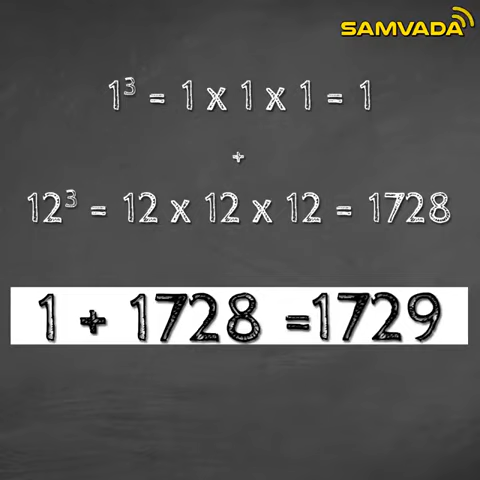 SAMVADA
1³ = 1 x 1 x 1 = 1
+
12³ = 12 x 12 x 12 = 1728
1 + 1728 =1729